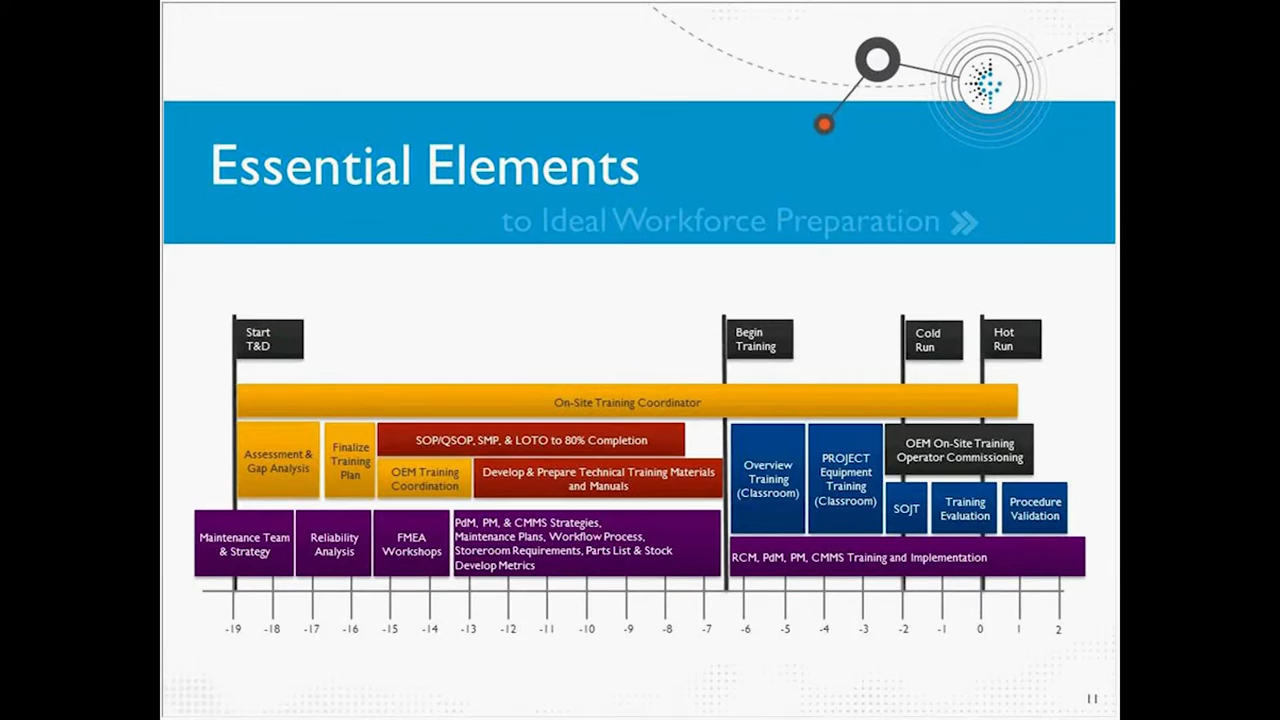 Essential Elements
to Ideal Workforce Preparation
Start
T&D
Begin
Training
Cold
Run
Hot
Run
On-Site Training Coordinator
Assessment &
Gap Analysis
Finalize
Training
Plan
SOP/QSOP, SMP, & LOTO to 80% Completion
OEM Training
Coordination
Develop & Prepare Technical Training Materials
and Manuals
Overview
Training
(Classroom)
PROJECT
Equipment
Training
(Classroom)
OEM On-Site Training
Operator Commissioning
SOJT
Training
Evaluation
Procedure
Validation
Maintenance Team
& Strategy
Reliability
Analysis
FMEA
Workshops
PdM, PM, & CMMS Strategies,
Maintenance Plans, Workflow Process,
Storeroom Requirements, Parts List & Stock
Develop Metrics
RCM, PdM, PM, CMMS Training and Implementation
-19 -18 -17 -16 -15 -14 -13 -12 -11 -10 -9 -8 -7 -6 -5 -4 -3 -2 -1 0 1 2
11